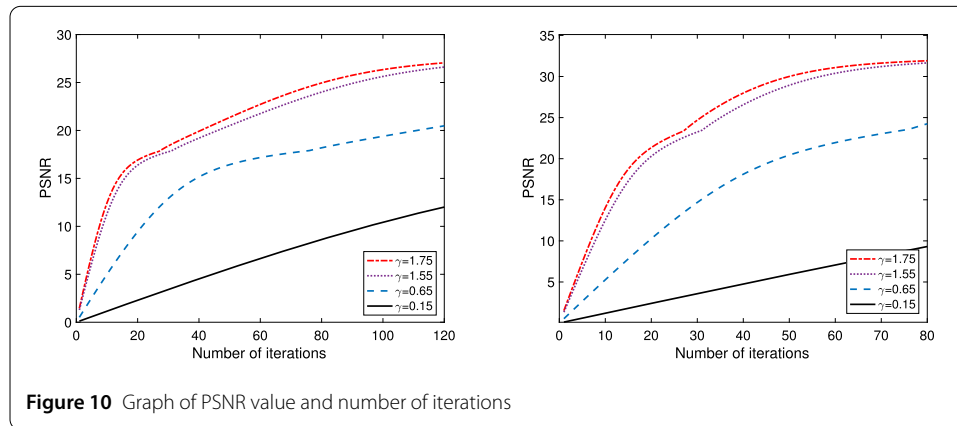 30
25
20
15
10
5
0
PSNR
0 20 40 60 80 100 120
Number of iterations
γ=1.75
γ=1.55
γ=0.65
γ=0.15
35
30
25
20
15
10
5
PSNR
0 10 20 30 40 50 60 70 80
Number of iterations
γ=1.75
γ=1.55
γ=0.65
γ=0.15
Figure 10 Graph of PSNR value and number of iterations